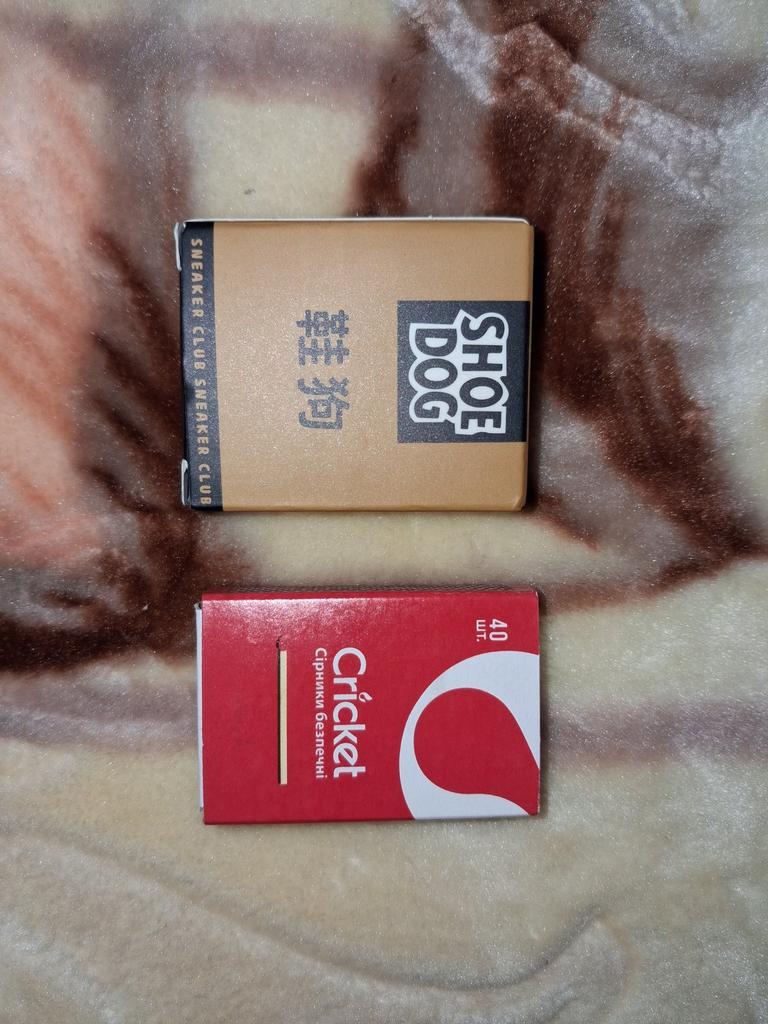 SHOE
DOG
鞋狗
SNEAKER CLUB SNEAKER CLUB
40
шт.
Cricket
Сірники безпечні